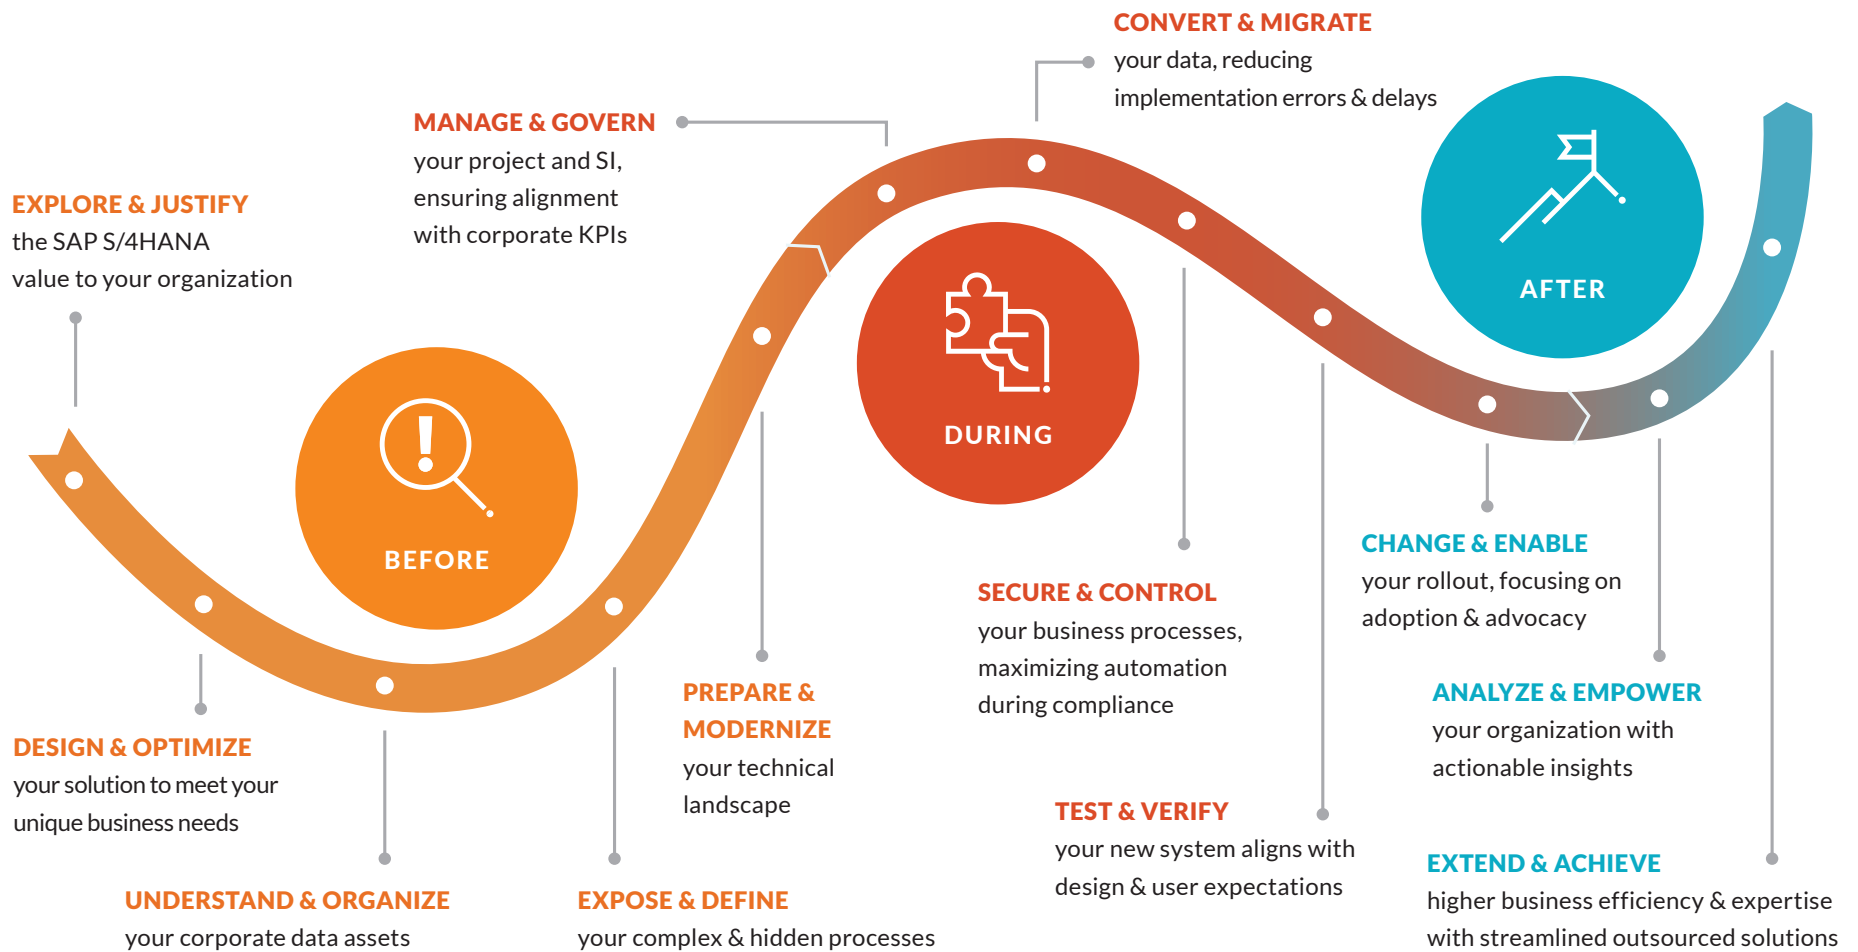 EXPLORE & JUSTIFY
the SAP S/4HANA
value to your organization
DESIGN & OPTIMIZE
your solution to meet your
unique business needs
UNDERSTAND & ORGANIZE
your corporate data assets
BEFORE
EXPOSE & DEFINE
your complex & hidden processes
PREPARE &
MODERNIZE
your technical
landscape
MANAGE & GOVERN
your project and SI,
ensuring alignment
with corporate KPIs
CONVERT & MIGRATE
your data, reducing
implementation errors & delays
DURING
SECURE & CONTROL
your business processes,
maximizing automation
during compliance
TEST & VERIFY
your new system aligns with
design & user expectations
AFTER
CHANGE & ENABLE
your rollout, focusing on
adoption & advocacy
ANALYZE & EMPOWER
your organization with
actionable insights
EXTEND & ACHIEVE
higher business efficiency & expertise
with streamlined outsourced solutions